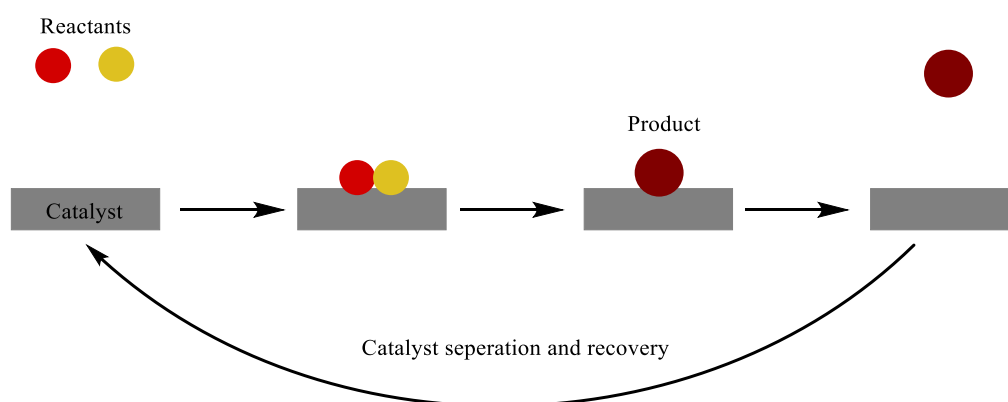 Reactants
Product
Catalyst
Catalyst seperation and recovery